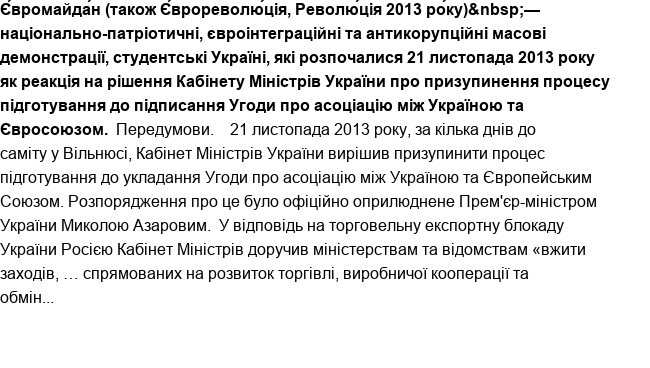 Євромайда́н (також Єврореволю́ція, Револю́ція 2013 ро́ку)&nbsp;—
національно-патріотичні, євроінтеграційні та антикорупційні масові
демонстрації, студентські Україні, які розпочалися 21 листопада 2013 року
як реакція на рішення Кабінету Міністрів України про призупинення процесу
підготування до підписання Угоди про асоціацію між Україною та
Євросоюзом.  Передумови.    21 листопада 2013 року, за кілька днів до
саміту у Вільнюсі, Кабінет Міністрів України вирішив призупинити процес
підготування до укладання Угоди про асоціацію між Україною та Європейським
Союзом. Розпорядження про це було офіційно оприлюднене Прем'єр-міністром
України Миколою Азаровим.  У відповідь на торговельну експортну блокаду
України Росією Кабінет Міністрів доручив міністерствам та відомствам «вжити
заходів, … спрямованих на розвиток торгівлі, виробничої кооперації та
обмін...